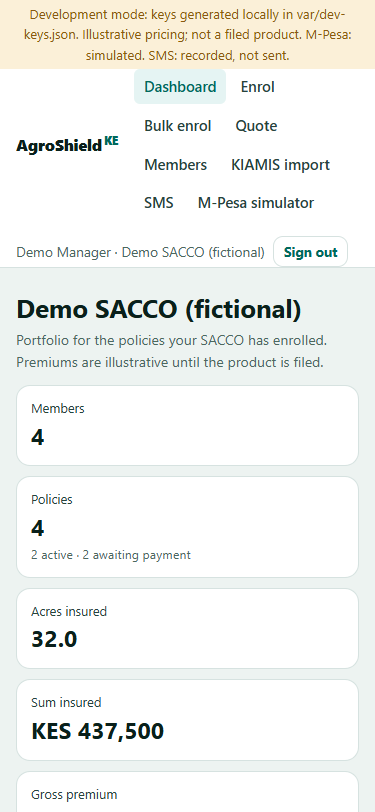 Development mode: keys generated locally in var/dev-
keys.json. Illustrative pricing; not a filed product. M-Pesa:
simulated. SMS: recorded, not sent.
AgroShield KE
Dashboard Enrol
Bulk enrol Quote
Members KIAMIS import
SMS M-Pesa simulator
Demo Manager · Demo SACCO (fictional) Sign out
Demo SACCO (fictional)
Portfolio for the policies your SACCO has enrolled.
Premiums are illustrative until the product is filed.
Members
4
Policies
4
2 active · 2 awaiting payment
Acres insured
32.0
Sum insured
KES 437,500
Gross premium